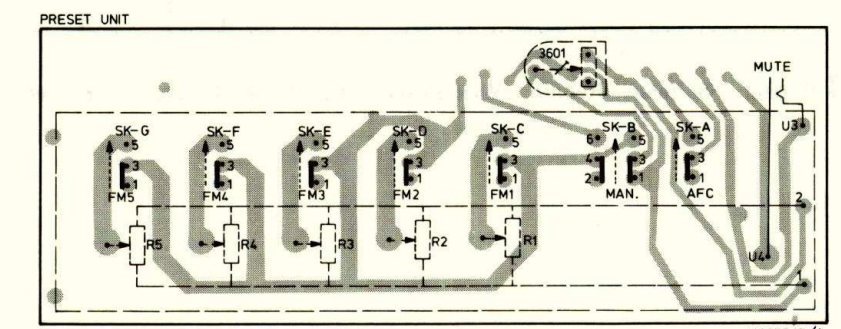 PRESET UNIT
3601
MUTE
SK-G SK-F SK-E SK-D SK-C SK-B SK-A
U3
5 5 5 5 5 6 5 5
3 3 3 3 3 4 3 3
1 1 1 1 1 2 1 1
FM5 FM4 FM3 FM2 FM1 MAN. AFC
2
R5 R4 R3 R2 R1
U4
1